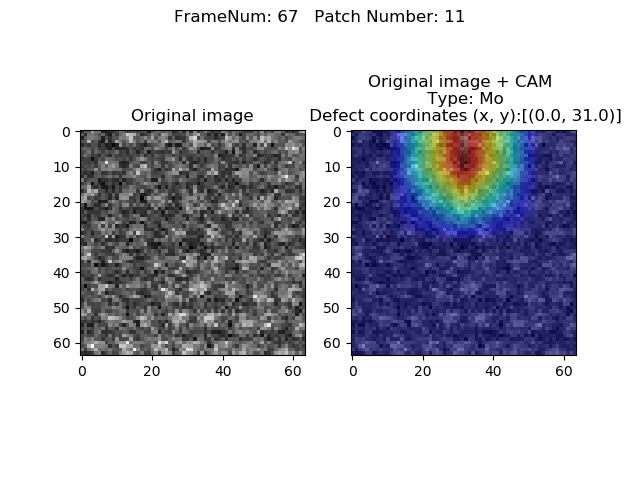 FrameNum: 67   Patch Number: 11
Original image
Original image + CAM
Type: Mo
Defect coordinates (x, y):[(0.0, 31.0)]
0
10
20
30
40
50
60
0 20 40 60
0
10
20
30
40
50
60
0 20 40 60